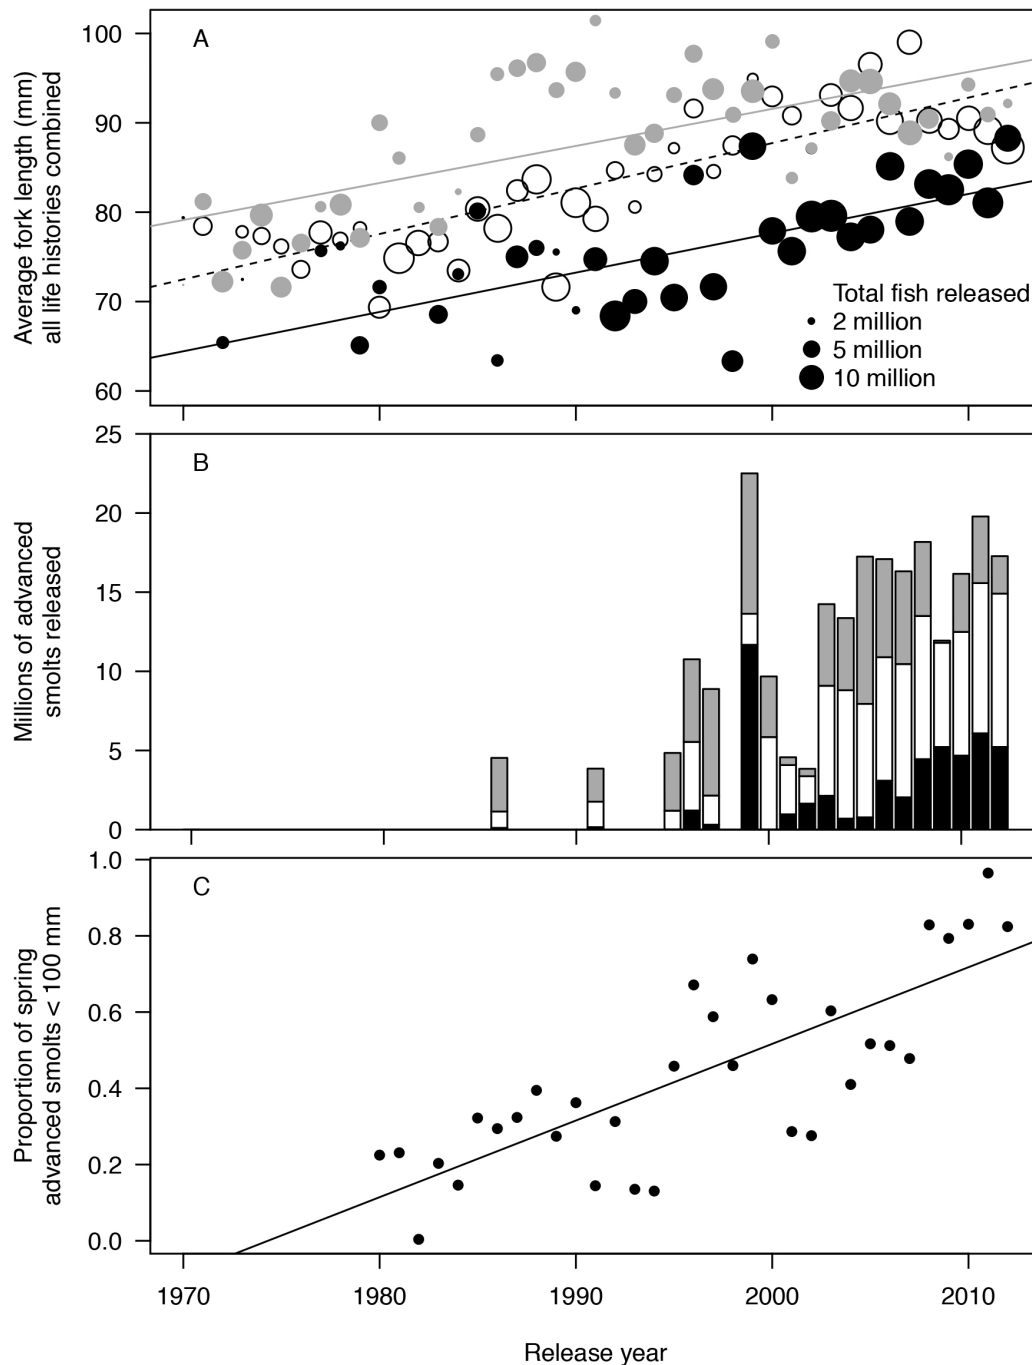 A
Average fork length (mm)
all life histories combined
100
90
80
70
60
Total fish released
2 million
5 million
10 million
B
Millions of advanced
smolts released
25
20
15
10
5
0
C
Proportion of spring
advanced smolts < 100 mm
1.0
0.8
0.6
0.4
0.2
0.0
1970 1980 1990 2000 2010
Release year